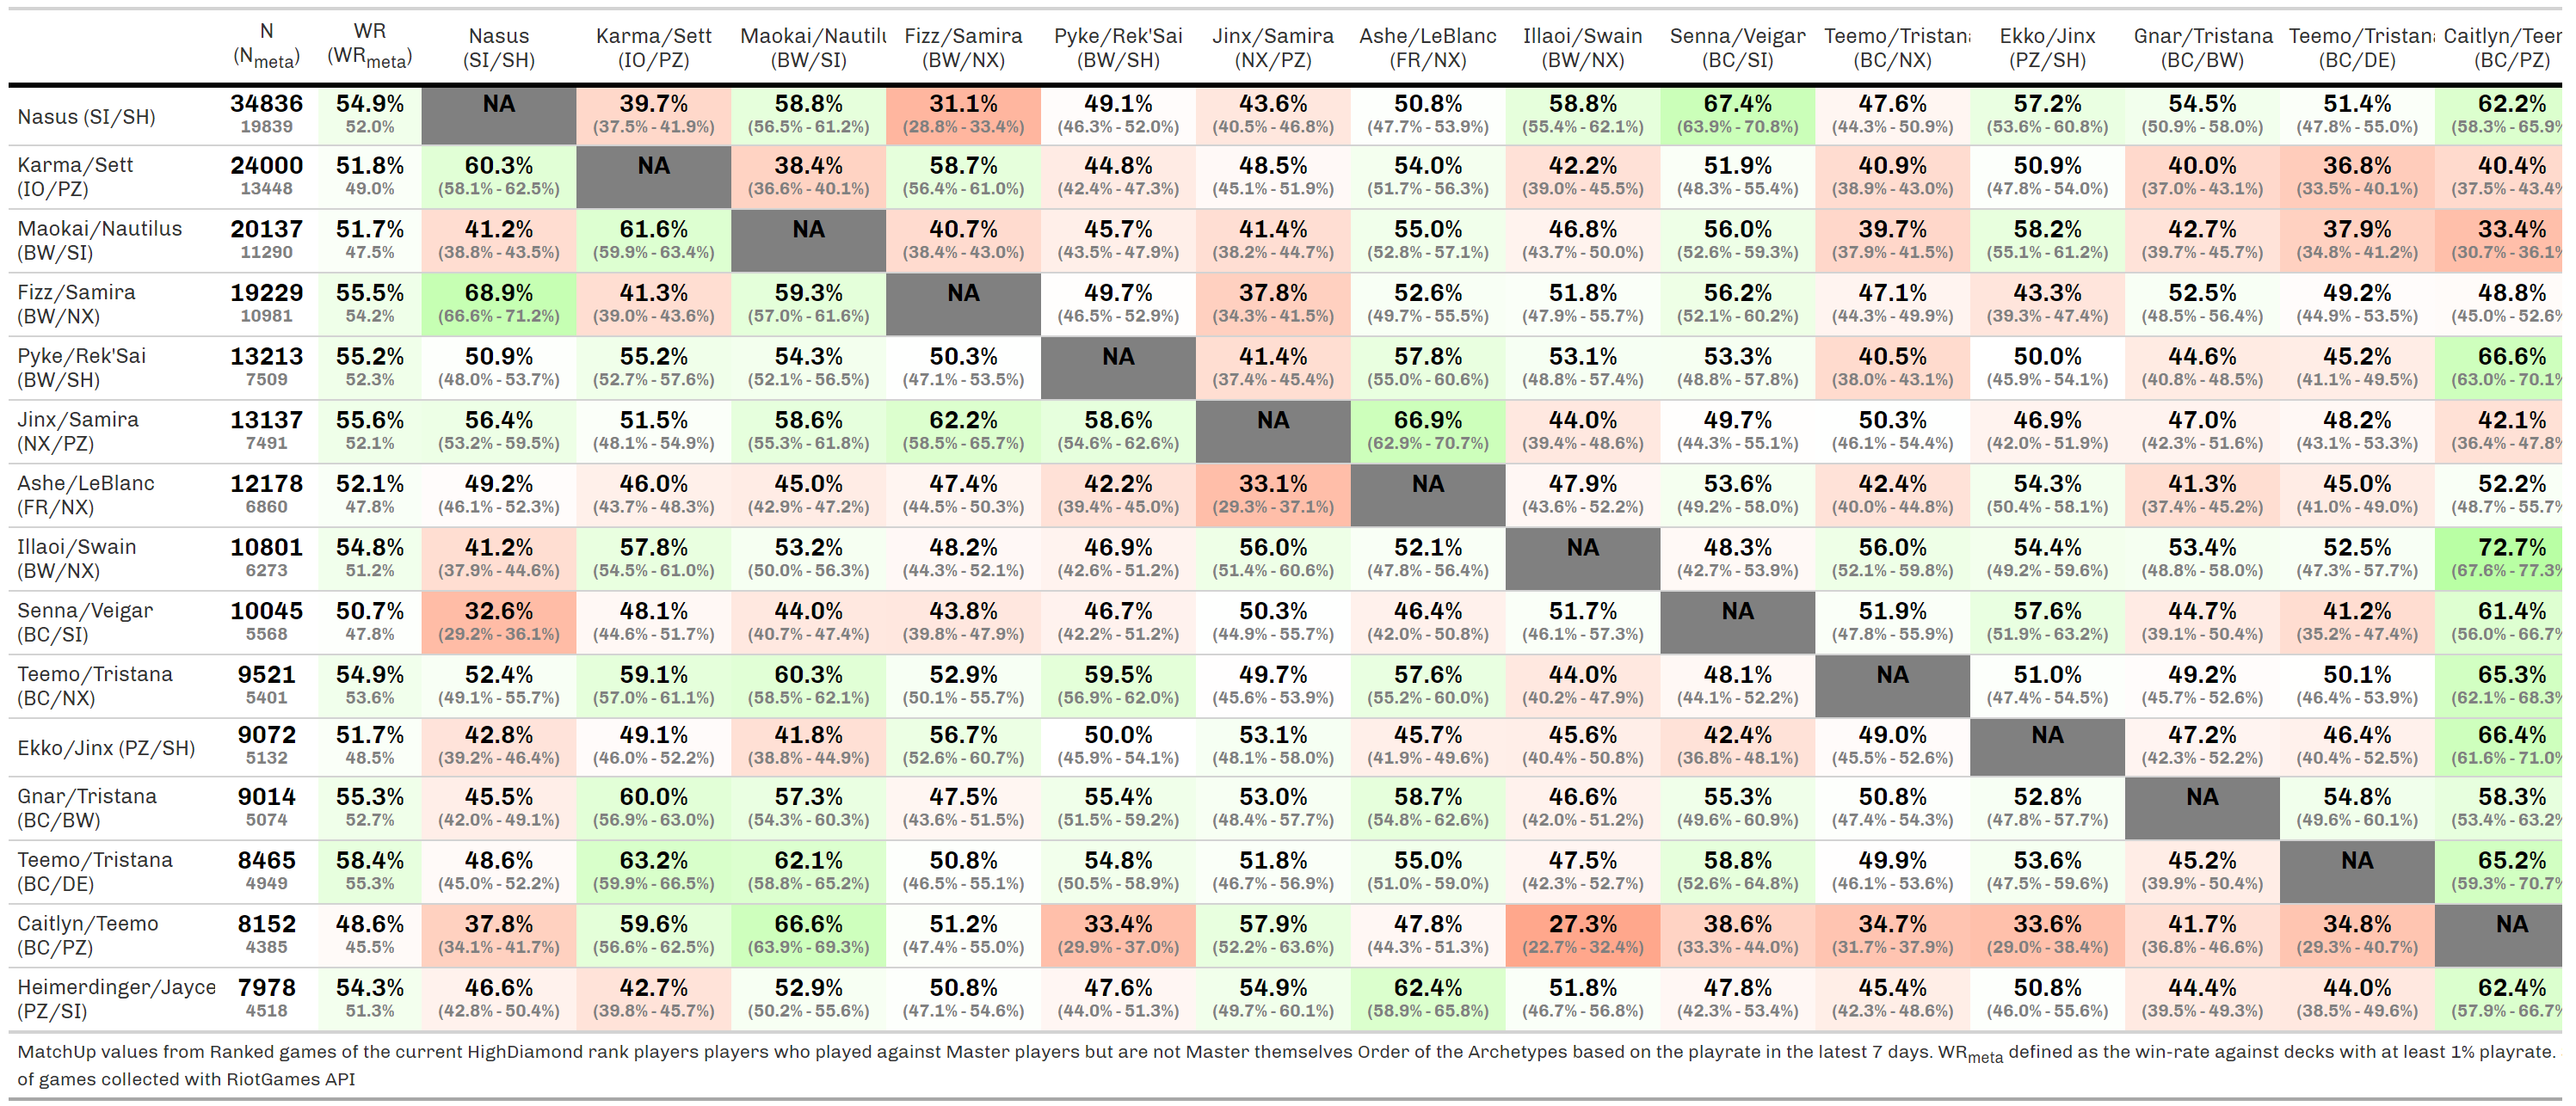 N WR Nasus Karma/Sett Maokai/Nautilu Fizz/Samira Pyke/Rek'Sai Jinx/Samira Ashe/LeBlanc Illaoi/Swain Senna/Veigar Teemo/Tristana Ekko/Jinx Gnar/Tristana Teemo/Tristana Caitlyn/Teem
(Nmeta) (WRmeta) (SI/SH) (IO/PZ) (BW/SI) (BW/NX) (BW/SH) (NX/PZ) (FR/NX) (BW/NX) (BC/SI) (BC/NX) (PZ/SH) (BC/BW) (BC/DE) (BC/PZ)
Nasus (SI/SH) 34836 54.9% NA 39.7% 58.8% 31.1% 49.1% 43.6% 50.8% 58.8% 67.4% 47.6% 57.2% 54.5% 51.4% 62.2%
19839 52.0% (37.5% - 41.9%) (56.5% - 61.2%) (28.8% - 33.4%) (46.3% - 52.0%) (40.5% - 46.8%) (47.7% - 53.9%) (55.4% - 62.1%) (63.9% - 70.8%) (44.3% - 50.9%) (53.6% - 60.8%) (50.9% - 58.0%) (47.8% - 55.0%) (58.3% - 65.9%
Karma/Sett 24000 51.8% 60.3% NA 38.4% 58.7% 44.8% 48.5% 54.0% 42.2% 51.9% 40.9% 50.9% 40.0% 36.8% 40.4%
(IO/PZ) 13448 49.0% (58.1% - 62.5%) (36.6% - 40.1%) (56.4% - 61.0%) (42.4% - 47.3%) (45.1% - 51.9%) (51.7% - 56.3%) (39.0% - 45.5%) (48.3% - 55.4%) (38.9% - 43.0%) (47.8% - 54.0%) (37.0% - 43.1%) (33.5% - 40.1%) (37.5% - 43.4%
Maokai/Nautilus 20137 51.7% 41.2% 61.6% NA 40.7% 45.7% 41.4% 55.0% 46.8% 56.0% 39.7% 58.2% 42.7% 37.9% 33.4%
(BW/SI) 11290 47.5% (38.8% - 43.5%) (59.9% - 63.4%) (38.4% - 43.0%) (43.5% - 47.9%) (38.2% - 44.7%) (52.8% - 57.1%) (43.7% - 50.0%) (52.6% - 59.3%) (37.9% - 41.5%) (55.1% - 61.2%) (39.7% - 45.7%) (34.8% - 41.2%) (30.7% - 36.1%
Fizz/Samira 19229 55.5% 68.9% 41.3% 59.3% NA 49.7% 37.8% 52.6% 51.8% 56.2% 47.1% 43.3% 52.5% 49.2% 48.8%
(BW/NX) 10981 54.2% (66.6% - 71.2%) (39.0% - 43.6%) (57.0% - 61.6%) (46.5% - 52.9%) (34.3% - 41.5%) (49.7% - 55.5%) (47.9% - 55.7%) (52.1% - 60.2%) (44.3% - 49.9%) (39.3% - 47.4%) (48.5% - 56.4%) (44.9% - 53.5%) (45.0% - 52.6%
Pyke/Rek'Sai 13213 55.2% 50.9% 55.2% 54.3% 50.3% NA 41.4% 57.8% 53.1% 53.3% 40.5% 50.0% 44.6% 45.2% 66.6%
(BW/SH) 7509 52.3% (48.0% - 53.7%) (52.7% - 57.6%) (52.1% - 56.5%) (47.1% - 53.5%) (37.4% - 45.4%) (55.0% - 60.6%) (48.8% - 57.4%) (48.8% - 57.8%) (38.0% - 43.1%) (45.9% - 54.1%) (40.8% - 48.5%) (41.1% - 49.5%) (63.0% - 70.1%
Jinx/Samira 13137 55.6% 56.4% 51.5% 58.6% 62.2% 58.6% NA 66.9% 44.0% 49.7% 50.3% 46.9% 47.0% 48.2% 42.1%
(NX/PZ) 7491 52.1% (53.2% - 59.5%) (48.1% - 54.9%) (55.3% - 61.8%) (58.5% - 65.7%) (54.6% - 62.6%) (62.9% - 70.7%) (39.4% - 48.6%) (44.3% - 55.1%) (46.1% - 54.4%) (42.0% - 51.9%) (42.3% - 51.6%) (43.1% - 53.3%) (36.4% - 47.8%
Ashe/LeBlanc 12178 52.1% 49.2% 46.0% 45.0% 47.4% 42.2% 33.1% NA 47.9% 53.6% 42.4% 54.3% 41.3% 45.0% 52.2%
(FR/NX) 6860 47.8% (46.1% - 52.3%) (43.7% - 48.3%) (42.9% - 47.2%) (44.5% - 50.3%) (39.4% - 45.0%) (29.3% - 37.1%) (43.6% - 52.2%) (49.2% - 58.0%) (40.0% - 44.8%) (50.4% - 58.1%) (37.4% - 45.2%) (41.0% - 49.0%) (48.7% - 55.7%
Illaoi/Swain 10801 54.8% 41.2% 57.8% 53.2% 48.2% 46.9% 56.0% 52.1% NA 48.3% 56.0% 54.4% 53.4% 52.5% 72.7%
(BW/NX) 6273 51.2% (37.9% - 44.6%) (54.5% - 61.0%) (50.0% - 56.3%) (44.3% - 52.1%) (42.6% - 51.2%) (51.4% - 60.6%) (47.8% - 56.4%) (42.7% - 53.9%) (52.1% - 59.8%) (49.2% - 59.6%) (48.8% - 58.0%) (47.3% - 57.7%) (67.6% - 77.3%
Senna/Veigar 10045 50.7% 32.6% 48.1% 44.0% 43.8% 46.7% 50.3% 46.4% 51.7% NA 51.9% 57.6% 44.7% 41.2% 61.4%
(BC/SI) 5568 47.8% (29.2% - 36.1%) (44.6% - 51.7%) (40.7% - 47.4%) (39.8% - 47.9%) (42.2% - 51.2%) (44.9% - 55.7%) (42.0% - 50.8%) (46.1% - 57.3%) (47.8% - 55.9%) (51.9% - 63.2%) (39.1% - 50.4%) (35.2% - 47.4%) (56.0% - 66.7%
Teemo/Tristana 9521 54.9% 52.4% 59.1% 60.3% 52.9% 59.5% 49.7% 57.6% 44.0% 48.1% NA 51.0% 49.2% 50.1% 65.3%
(BC/NX) 5401 53.6% (49.1% - 55.7%) (57.0% - 61.1%) (58.5% - 62.1%) (50.1% - 55.7%) (56.9% - 62.0%) (45.6% - 53.9%) (55.2% - 60.0%) (40.2% - 47.9%) (44.1% - 52.2%) (47.4% - 54.5%) (45.7% - 52.6%) (46.4% - 53.9%) (62.1% - 68.3%
Ekko/Jinx (PZ/SH) 9072 51.7% 42.8% 49.1% 41.8% 56.7% 50.0% 53.1% 45.7% 45.6% 42.4% 49.0% NA 47.2% 46.4% 66.4%
5132 48.5% (39.2% - 46.4%) (46.0% - 52.2%) (38.8% - 44.9%) (52.6% - 60.7%) (45.9% - 54.1%) (48.1% - 58.0%) (41.9% - 49.6%) (40.4% - 50.8%) (36.8% - 48.1%) (45.5% - 52.6%) (42.3% - 52.2%) (40.4% - 52.5%) (61.6% - 71.0%
Gnar/Tristana 9014 55.3% 45.5% 60.0% 57.3% 47.5% 55.4% 53.0% 58.7% 46.6% 55.3% 50.8% 52.8% NA 54.8% 58.3%
(BC/BW) 5074 52.7% (42.0% - 49.1%) (56.9% - 63.0%) (54.3% - 60.3%) (43.6% - 51.5%) (51.5% - 59.2%) (48.4% - 57.7%) (54.8% - 62.6%) (42.0% - 51.2%) (49.6% - 60.9%) (47.4% - 54.3%) (47.8% - 57.7%) (49.6% - 60.1%) (53.4% - 63.2%
Teemo/Tristana 8465 58.4% 48.6% 63.2% 62.1% 50.8% 54.8% 51.8% 55.0% 47.5% 58.8% 49.9% 53.6% 45.2% NA 65.2%
(BC/DE) 4949 55.3% (45.0% - 52.2%) (59.9% - 66.5%) (58.8% - 65.2%) (46.5% - 55.1%) (50.5% - 58.9%) (46.7% - 56.9%) (51.0% - 59.0%) (42.3% - 52.7%) (52.6% - 64.8%) (46.1% - 53.6%) (47.5% - 59.6%) (39.9% - 50.4%) (59.3% - 70.7%
Caitlyn/Teemo 8152 48.6% 37.8% 59.6% 66.6% 51.2% 33.4% 57.9% 47.8% 27.3% 38.6% 34.7% 33.6% 41.7% 34.8% NA
(BC/PZ) 4385 45.5% (34.1% - 41.7%) (56.6% - 62.5%) (63.9% - 69.3%) (47.4% - 55.0%) (29.9% - 37.0%) (52.2% - 63.6%) (44.3% - 51.3%) (22.7% - 32.4%) (33.3% - 44.0%) (31.7% - 37.9%) (29.0% - 38.4%) (36.8% - 46.6%) (29.3% - 40.7%)
Heimerdinger/Jayce 7978 54.3% 46.6% 42.7% 52.9% 50.8% 47.6% 54.9% 62.4% 51.8% 47.8% 45.4% 50.8% 44.4% 44.0% 62.4%
(PZ/SI) 4518 51.3% (42.8% - 50.4%) (39.8% - 45.7%) (50.2% - 55.6%) (47.1% - 54.6%) (44.0% - 51.3%) (49.7% - 60.1%) (58.9% - 65.8%) (46.7% - 56.8%) (42.3% - 53.4%) (42.3% - 48.6%) (46.0% - 55.6%) (39.5% - 49.3%) (38.5% - 49.6%) (57.9% - 66.7%
MatchUp values from Ranked games of the current HighDiamond rank players players who played against Master players but are not Master themselves Order of the Archetypes based on the playrate in the latest 7 days. WRmeta defined as the win-rate against decks with at least 1% playrate.
of games collected with RiotGames API